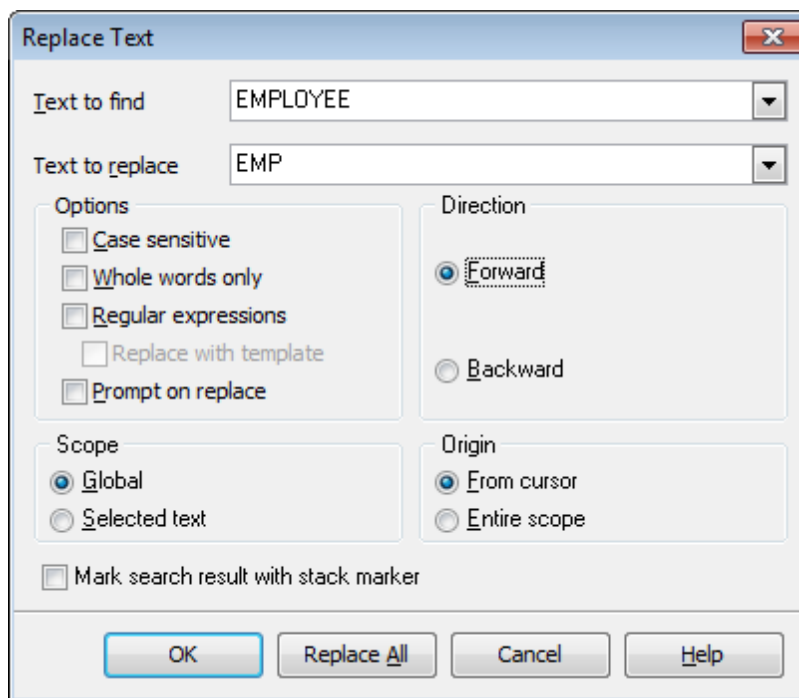 Replace Text
Text to find
EMPLOYEE
Text to replace
EMP
Options
Case sensitive
Whole words only
Regular expressions
Replace with template
Prompt on replace
Direction
Forward
Backward
Scope
Global
Selected text
Origin
From cursor
Entire scope
Mark search result with stack marker
OK
Replace All
Cancel
Help